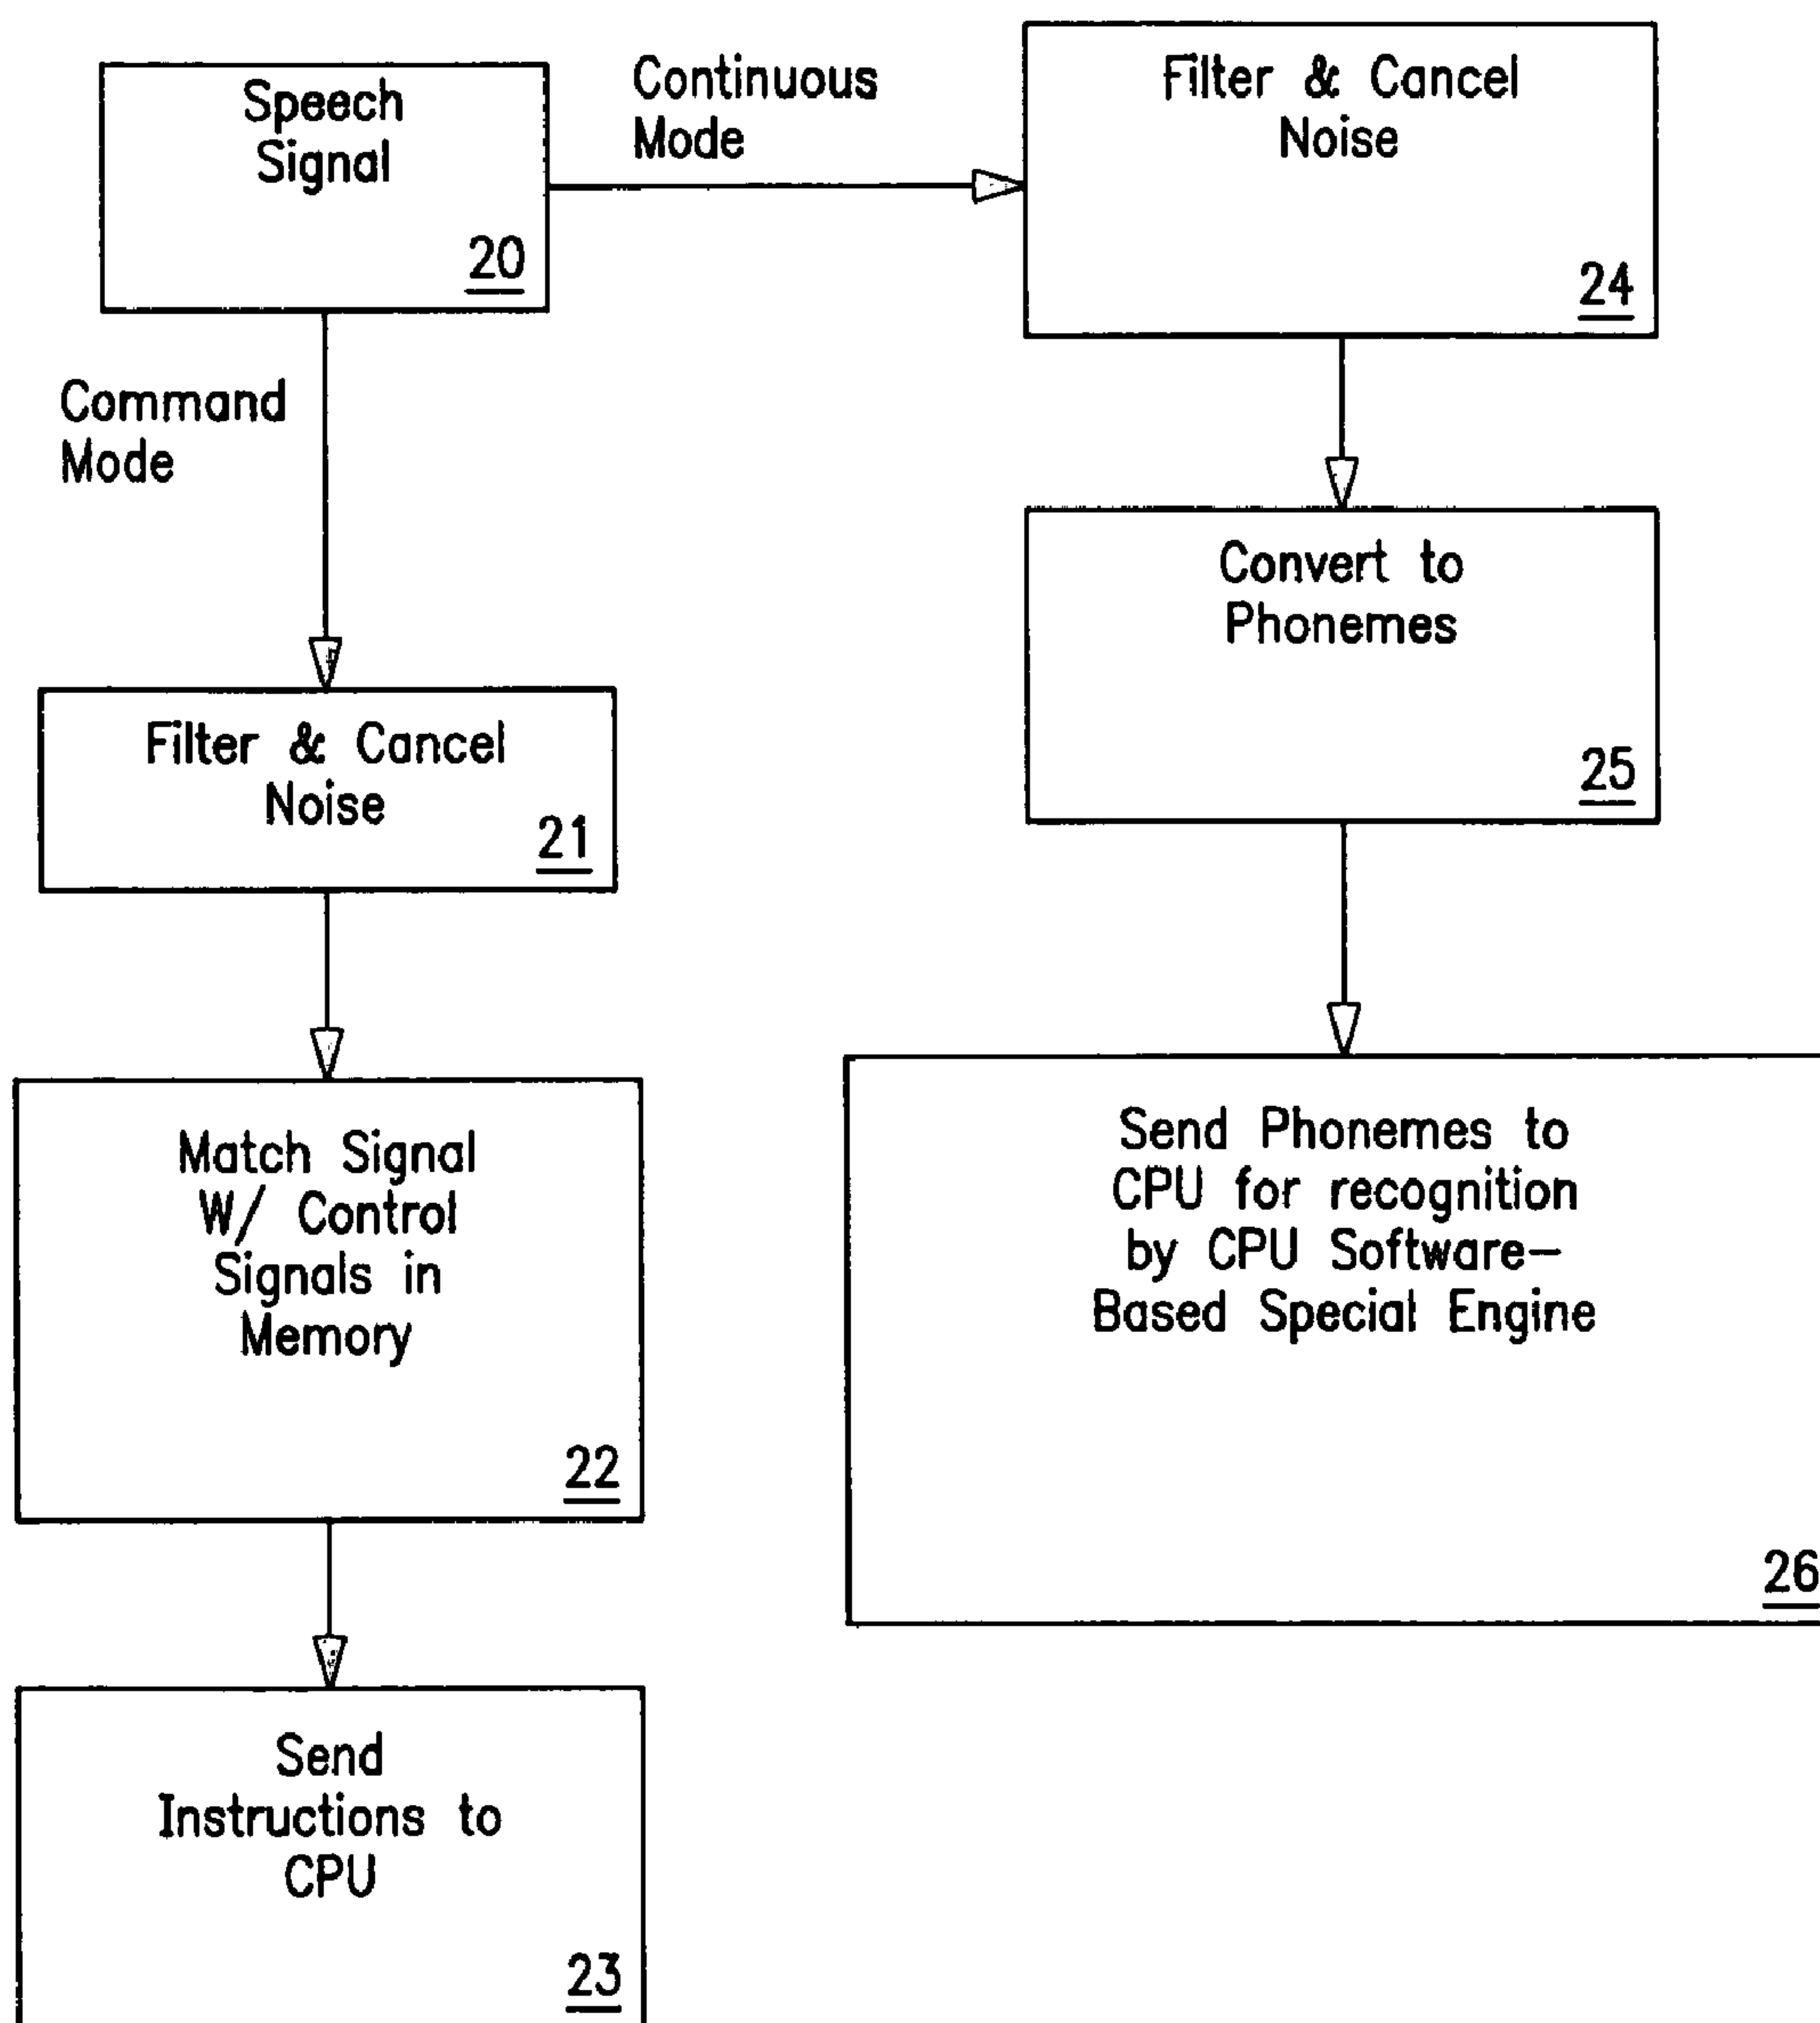 Speech
Signal
20
Continuous
Mode
Filter & Cancel
Noise
24
Command
Mode
Convert to
Phonemes
25
Filter & Cancel
Noise
21
Match Signal
W/ Control
Signals in
Memory
22
Send Phonemes to
CPU for recognition
by CPU Software-
Based Special Engine
26
Send
Instructions to
CPU
23